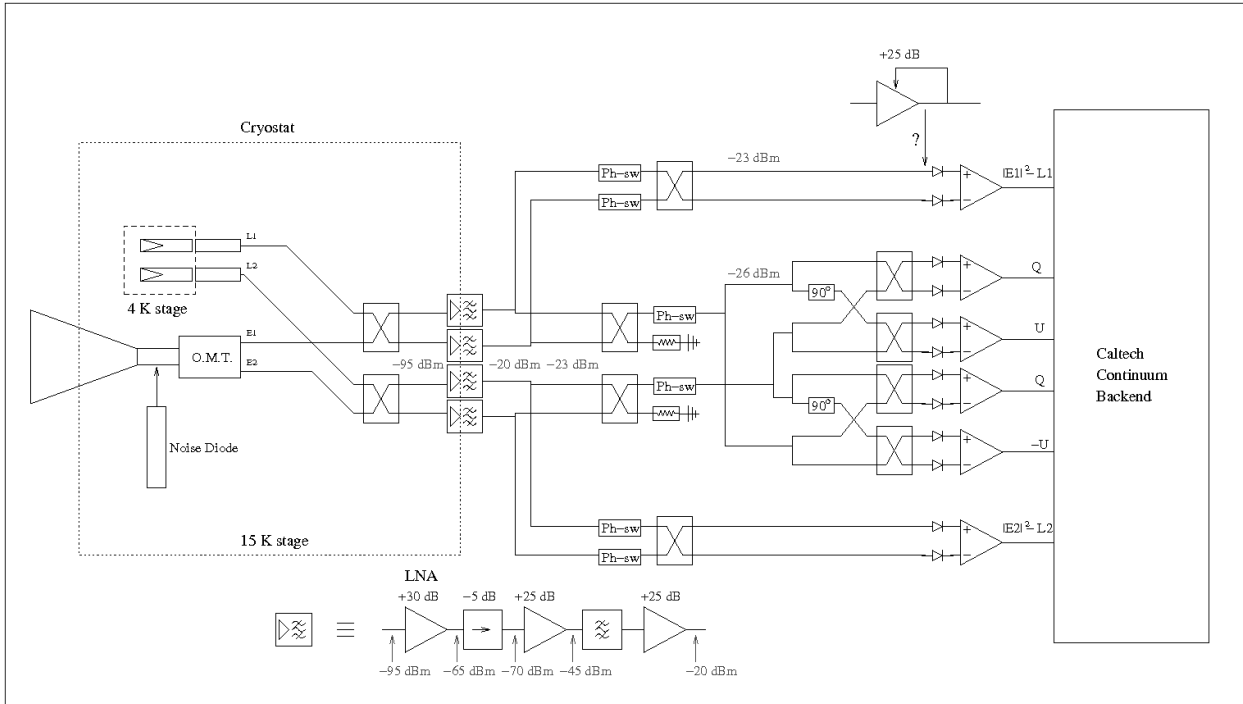 +25 dB
?
Cryostat
Ph-sw
−23 dBm
|E1|²−L1
Ph-sw
L1
L2
4 K stage
−26 dBm
Q
90°
Ph-sw
U
E1
O.M.T.
E2
−95 dBm
−20 dBm
−23 dBm
Ph-sw
Q
90°
Caltech
Continuum
Backend
Noise Diode
−U
15 K stage
Ph-sw
|E2|²−L2
Ph-sw
LNA
+30 dB
−5 dB
+25 dB
+25 dB
−95 dBm
−65 dBm
−70 dBm
−45 dBm
−20 dBm
+
−
+
−
+
−
+
−
+
−
+
−